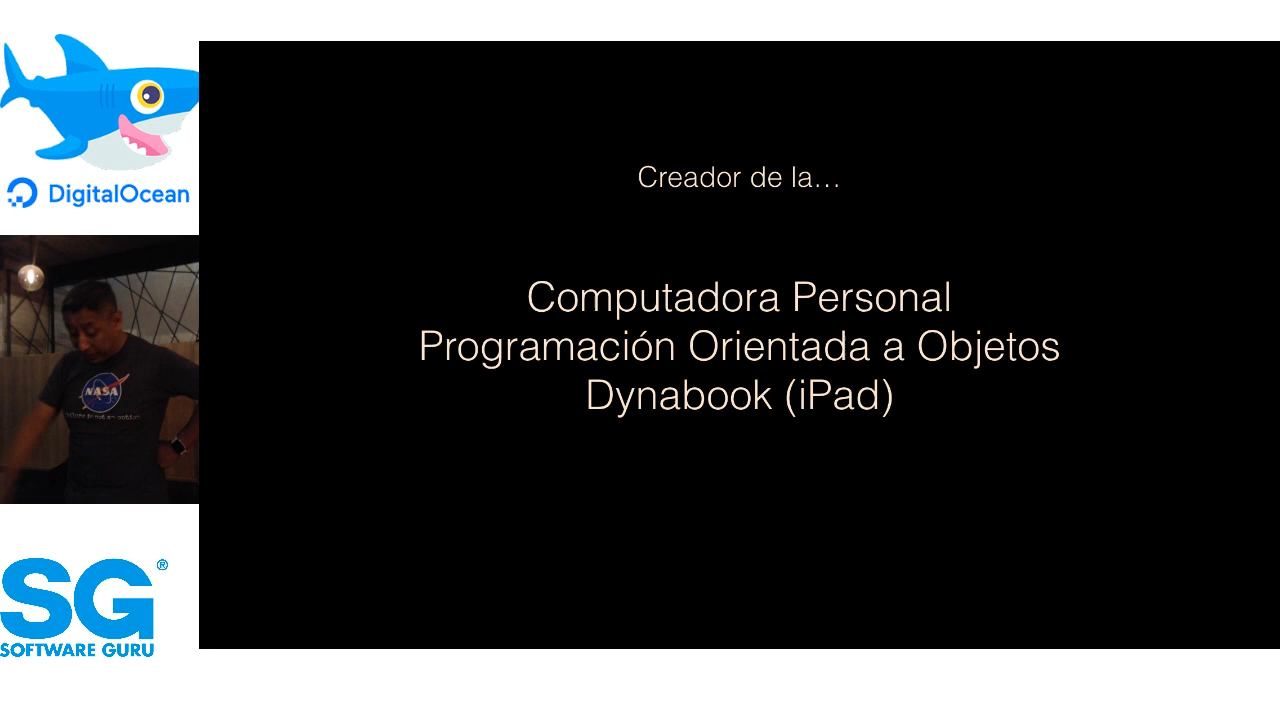 DigitalOcean
NASA
SG®
SOFTWARE GURU
Creador de la...
Computadora Personal
Programación Orientada a Objetos
Dynabook (iPad)